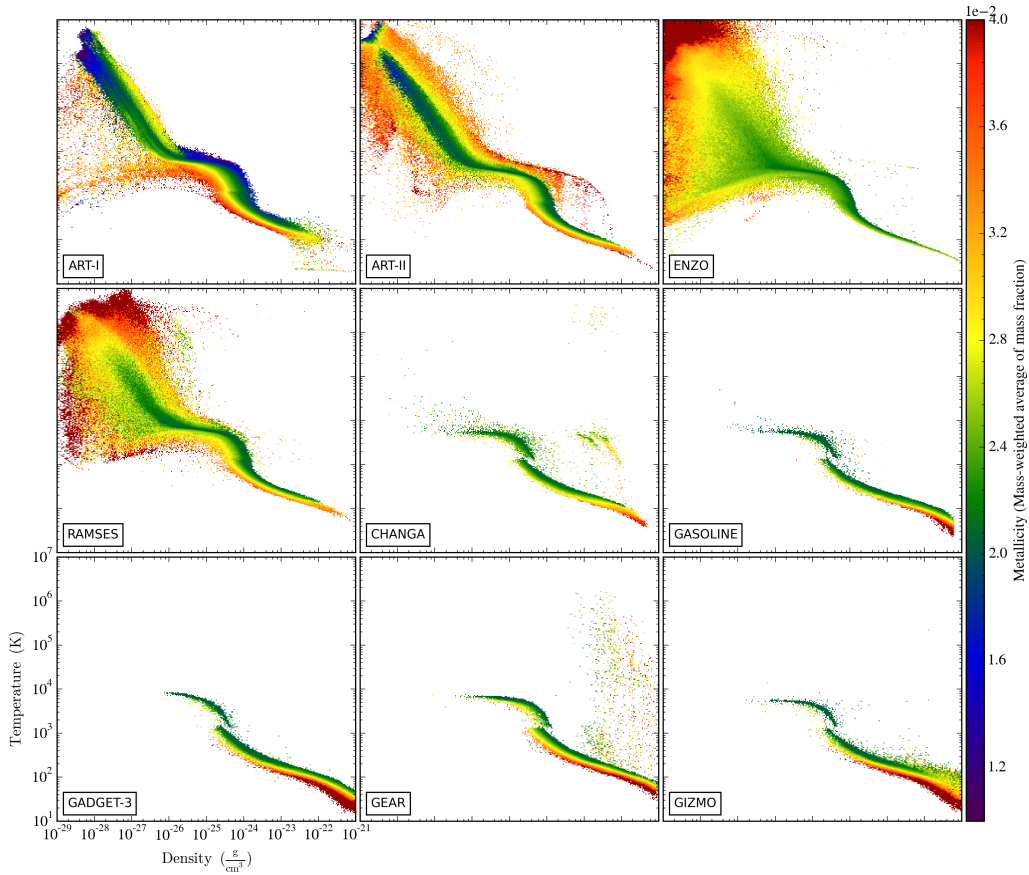 1e−2
4.0
ART-I
ART-II
ENZO
3.6
3.2
2.8
2.4
2.0
1.6
1.2
Metallicity (Mass-weighted average of mass fraction)
RAMSES
CHANGA
GASOLINE
10^7
10^6
10^5
10^4
10^3
10^2
10^1
Temperature (K)
GADGET-3
GEAR
GIZMO
10^-29 10^-28 10^-27 10^-26 10^-25 10^-24 10^-23 10^-22 10^-21
Density (g/cm^3)